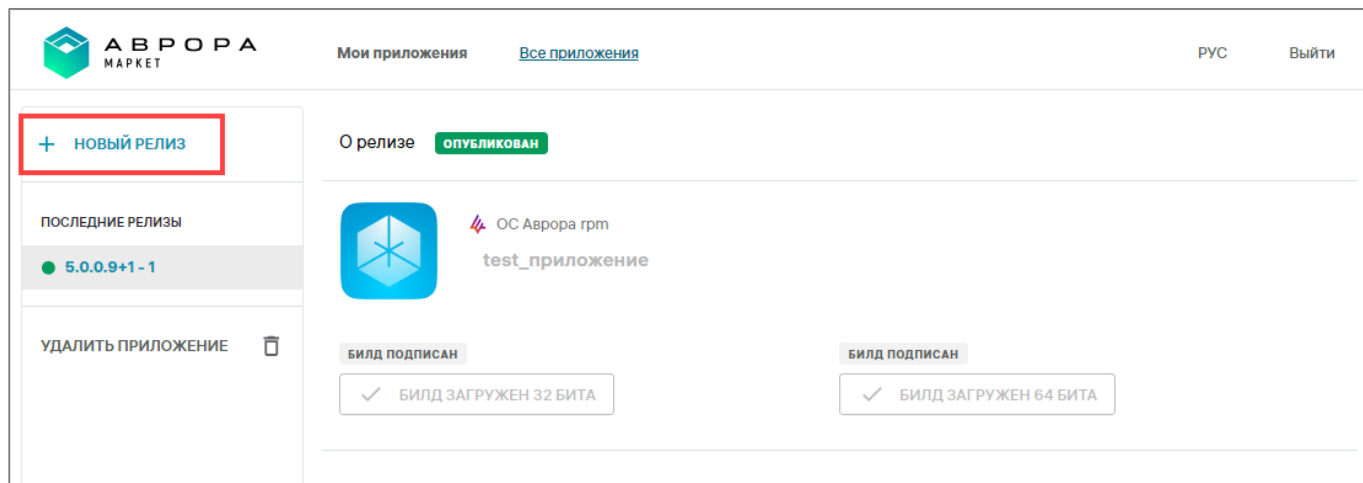 АВРОРА
МАРКЕТ
Мои приложения
Все приложения
РУС
Выйти
+ НОВЫЙ РЕЛИЗ
ПОСЛЕДНИЕ РЕЛИЗЫ
5.0.0.9+1 - 1
УДАЛИТЬ ПРИЛОЖЕНИЕ
О релизе
ОПУБЛИКОВАН
ОС Аврора rpm
test_приложение
БИЛД ПОДПИСАН
БИЛД ЗАГРУЖЕН 32 БИТА
БИЛД ПОДПИСАН
БИЛД ЗАГРУЖЕН 64 БИТА